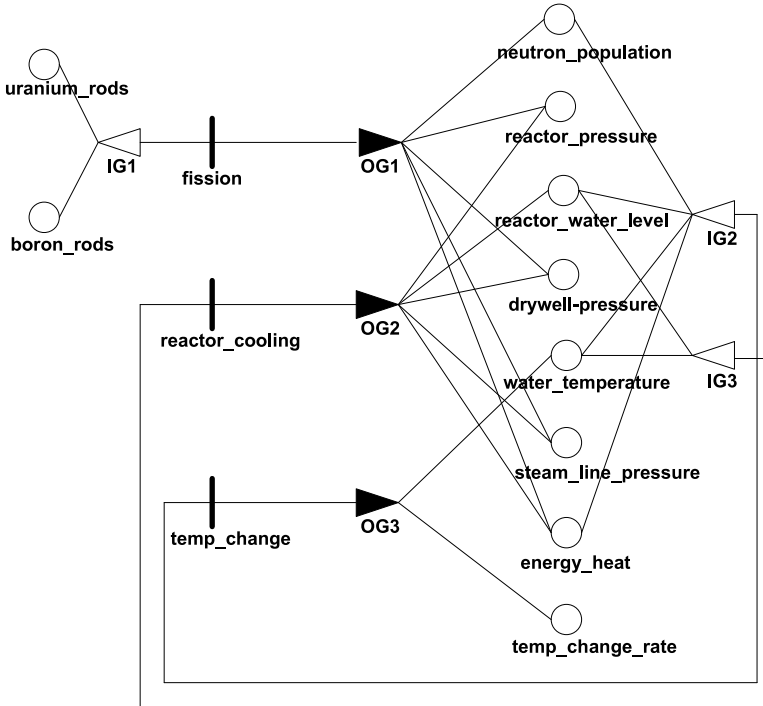 neutron_population
uranium_rods
reactor_pressure
IG1
OG1
fission
reactor_water_level
boron_rods
IG2
drywell-pressure
OG2
reactor_cooling
water_temperature
IG3
steam_line_pressure
OG3
temp_change
energy_heat
temp_change_rate